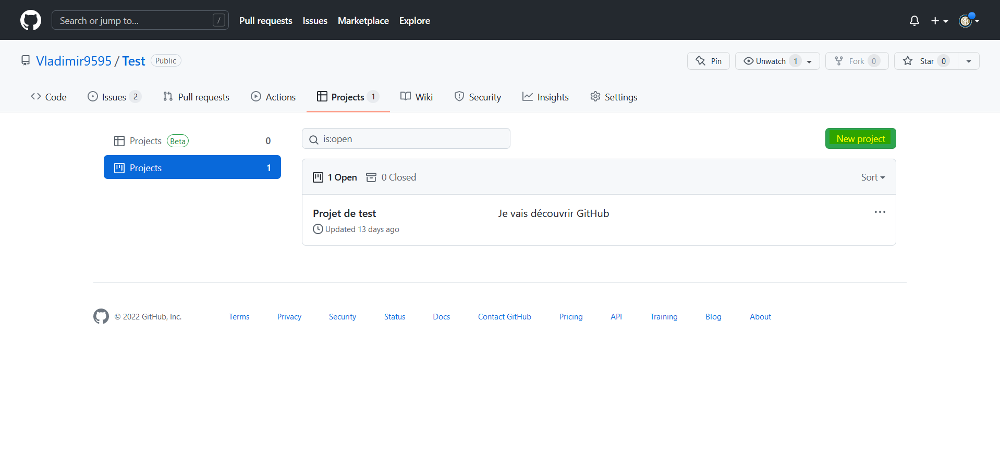 Search or jump to... /
Pull requests Issues Marketplace Explore
Vladimir9595 / Test Public
Pin Unwatch 1 Fork 0 Star 0
Code Issues 2 Pull requests Actions Projects 1 Wiki Security Insights Settings
Projects Beta 0
Projects 1
is:open
New project
1 Open 0 Closed Sort
Projet de test Je vais découvrir GitHub
Updated 13 days ago
© 2022 GitHub, Inc. Terms Privacy Security Status Docs Contact GitHub Pricing API Training Blog About